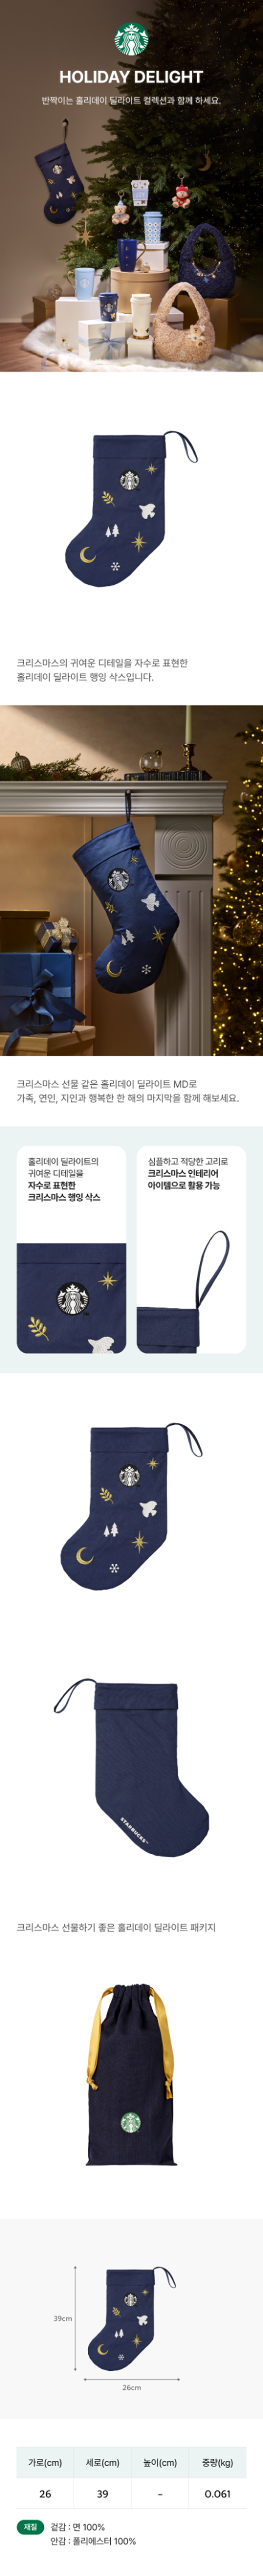 HOLIDAY DELIGHT
반짝이는 홀리데이 딜라이트 컬렉션과 함께 하세요.
크리스마스의 귀여운 디테일을 자수로 표현한
홀리데이 딜라이트 행잉 삭스입니다.
크리스마스 선물 같은 홀리데이 딜라이트 MD로
가족, 연인, 지인과 행복한 한 해의 마지막을 함께 해보세요.
홀리데이 딜라이트의
귀여운 디테일을
자수로 표현한
크리스마스 행잉 삭스
심플하고 적당한 고리로
크리스마스 인테리어
아이템으로 활용 가능
STARBUCKS
크리스마스 선물하기 좋은 홀리데이 딜라이트 패키지
39cm
26cm
가로(cm) 세로(cm) 높이(cm) 중량(kg)
26 39 - 0.061
재질 겉감 : 면 100%
안감 : 폴리에스터 100%